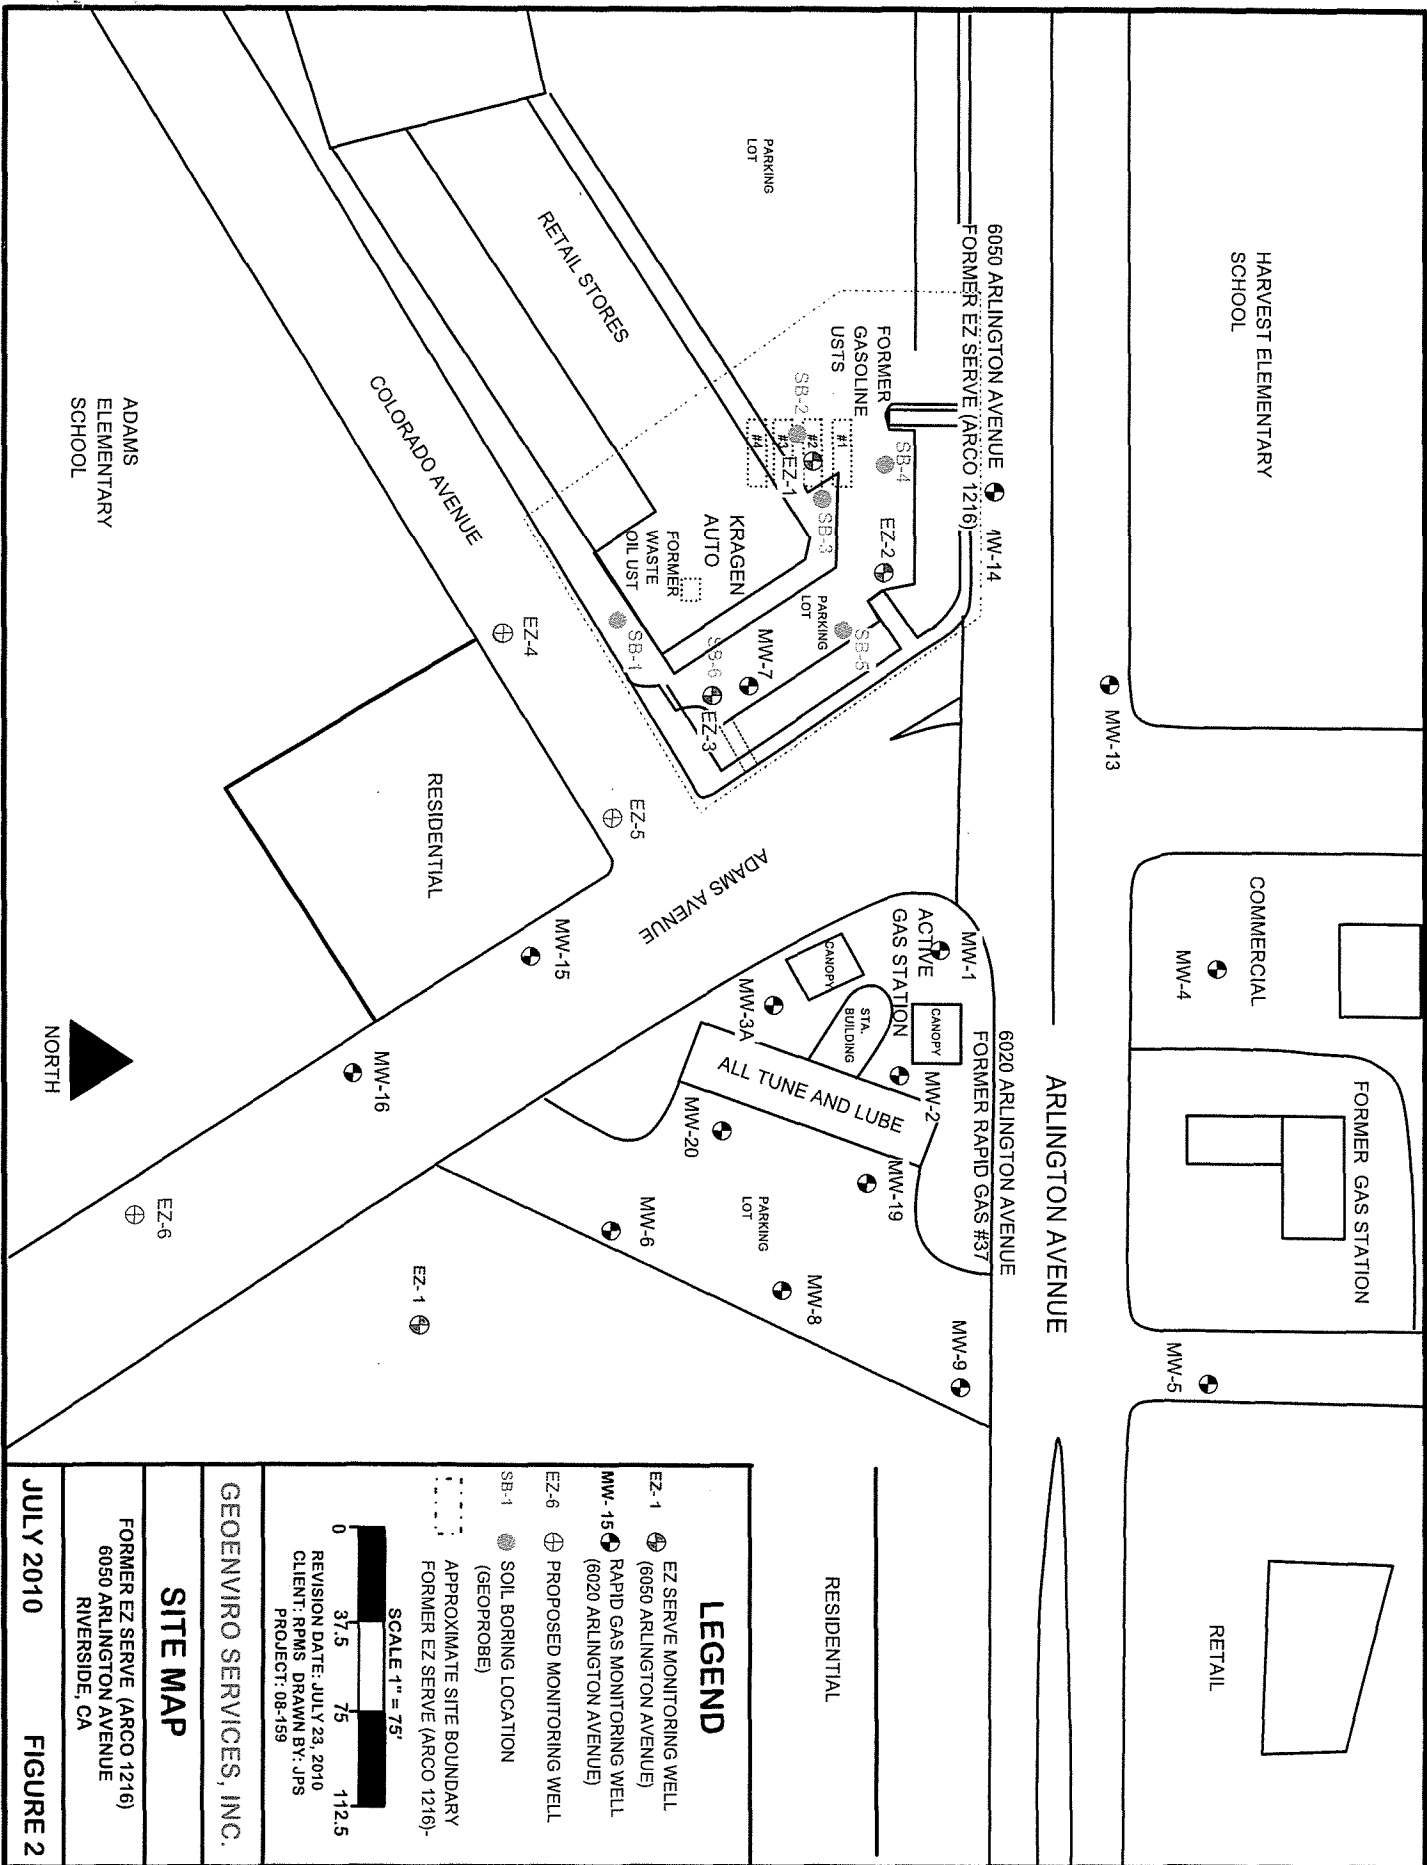 HARVEST ELEMENTARY
SCHOOL
COMMERCIAL
MW-4
FORMER GAS STATION
MW-5
RETAIL
MW-13
ARLINGTON AVENUE
6050 ARLINGTON AVENUE
FORMER EZ SERVE (ARCO 1216)
W-14
6020 ARLINGTON AVENUE
FORMER RAPID GAS #37
MW-1
ACTIVE
GAS STATION
CANOPY
CANOPY
STA.
BUILDING
MW-2
MW-3A
ALL TUNE AND LUBE
MW-19
MW-20
PARKING
LOT
MW-6
MW-8
MW-9
RESIDENTIAL
PARKING
LOT
FORMER
GASOLINE
USTS
SB-4
SB-2
#1
#2
#3
#4
EZ-1
SB-3
EZ-2
PARKING
LOT
SB-5
MW-7
SB-6
EZ-3
KRAGEN
AUTO
FORMER
WASTE
OIL UST
SB-1
RETAIL STORES
COLORADO AVENUE
ADAMS AVENUE
EZ-4
EZ-5
RESIDENTIAL
MW-15
MW-16
EZ-6
EZ-1
ADAMS
ELEMENTARY
SCHOOL
NORTH
LEGEND
EZ-1 EZ SERVE MONITORING WELL
(6050 ARLINGTON AVENUE)
MW-15 RAPID GAS MONITORING WELL
(6020 ARLINGTON AVENUE)
EZ-6 PROPOSED MONITORING WELL
SB-1 SOIL BORING LOCATION
(GEOPROBE)
APPROXIMATE SITE BOUNDARY
FORMER EZ SERVE (ARCO 1216)-
SCALE 1" = 75'
0 37.5 75 112.5
REVISION DATE: JULY 23, 2010
CLIENT: RPMS DRAWN BY: JPS
PROJECT: 08-159
GEOENVIRO SERVICES, INC.
SITE MAP
FORMER EZ SERVE (ARCO 1216)
6050 ARLINGTON AVENUE
RIVERSIDE, CA
JULY 2010 FIGURE 2